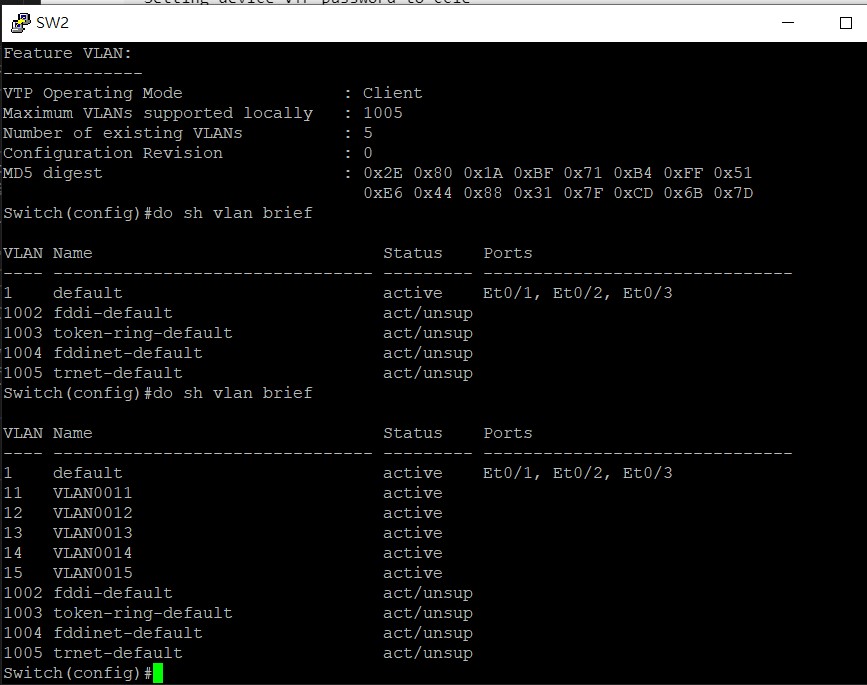 Setting device VTP password to
SW2
Feature VLAN:
--------------
VTP Operating Mode                : Client
Maximum VLANs supported locally   : 1005
Number of existing VLANs          : 5
Configuration Revision            : 0
MD5 digest                        : 0x2E 0x80 0x1A 0xBF 0x71 0xB4 0xFF 0x51
                                    0xE6 0x44 0x88 0x31 0x7F 0xCD 0x6B 0x7D
Switch(config)#do sh vlan brief
VLAN Name                             Status    Ports
---- -------------------------------- --------- -------------------------------
1    default                          active    Et0/1, Et0/2, Et0/3
1002 fddi-default                     act/unsup
1003 token-ring-default               act/unsup
1004 fddinet-default                  act/unsup
1005 trnet-default                    act/unsup
Switch(config)#do sh vlan brief
VLAN Name                             Status    Ports
---- -------------------------------- --------- -------------------------------
1    default                          active    Et0/1, Et0/2, Et0/3
11   VLAN0011                         active
12   VLAN0012                         active
13   VLAN0013                         active
14   VLAN0014                         active
15   VLAN0015                         active
1002 fddi-default                     act/unsup
1003 token-ring-default               act/unsup
1004 fddinet-default                  act/unsup
1005 trnet-default                    act/unsup
Switch(config)#